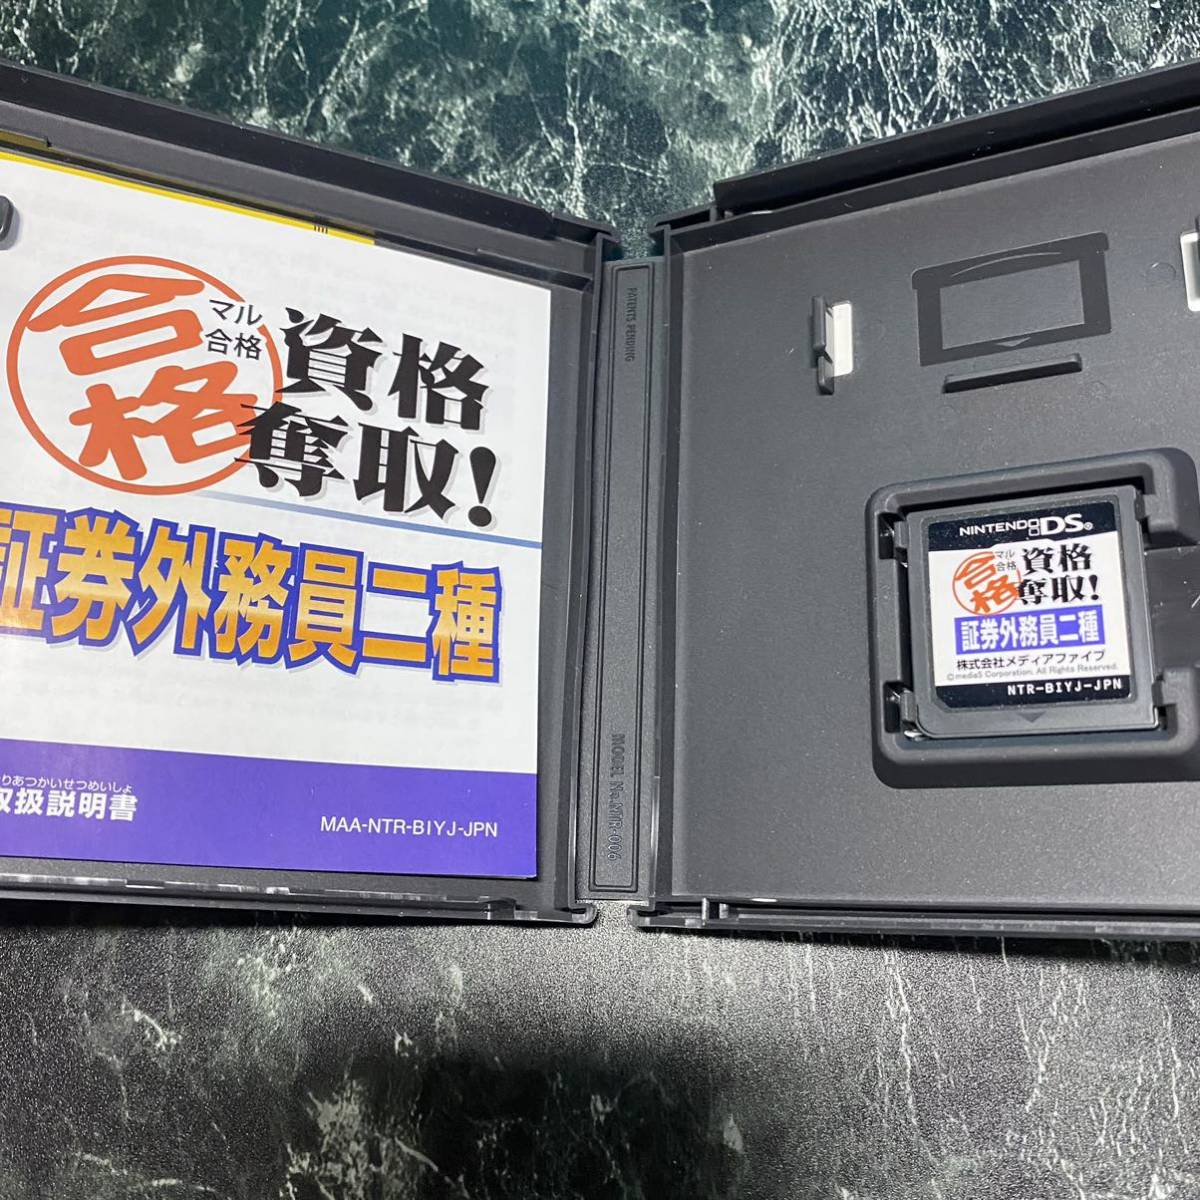 合格
マル
合格
資格
奪取!
証券外務員二種
りあつかいせつめいしょ
取扱説明書
MAA-NTR-BIYJ-JPN
PATENTS PENDING
MODEL No.NTR-006
NINTENDO DS®
合格
マル
合格
資格
奪取!
証券外務員二種
株式会社メディアファイブ
©media5 Corporation. All Rights Reserved.
NTR-BIYJ-JPN